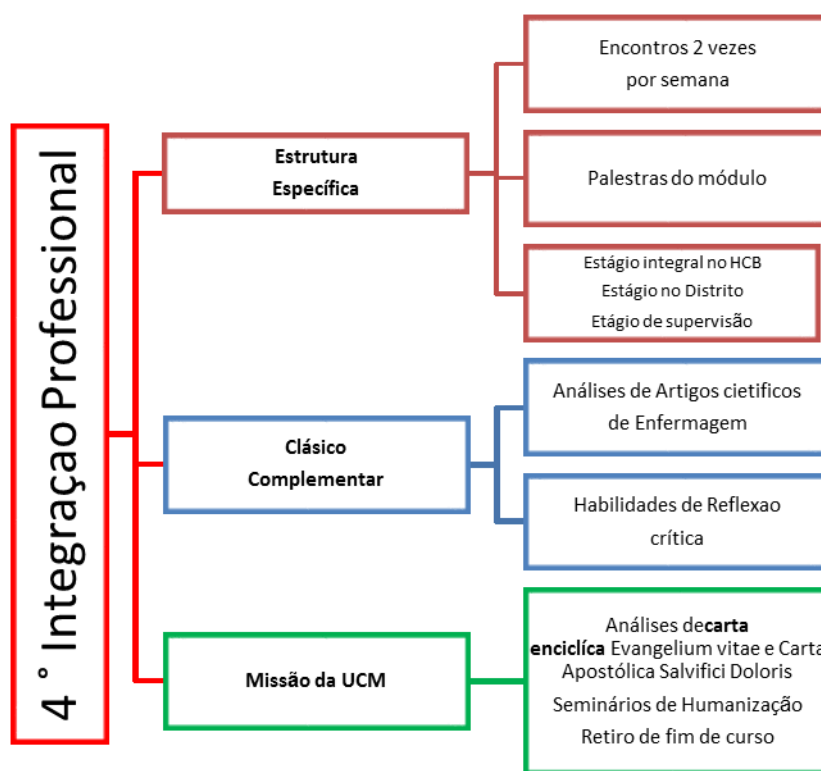 4 ° Integraçao Professional
Estrutura
Específica
Encontros 2 vezes
por semana
Palestras do módulo
Estágio integral no HCB
Estágio no Distrito
Etágio de supervisão
Clásico
Complementar
Análises de Artigos cietificos
de Enfermagem
Habilidades de Reflexao
crítica
Missão da UCM
Análises decarta
enciclíca Evangelium vitae e Carta
Apostólica Salvifici Doloris
Seminários de Humanização
Retiro de fim de curso